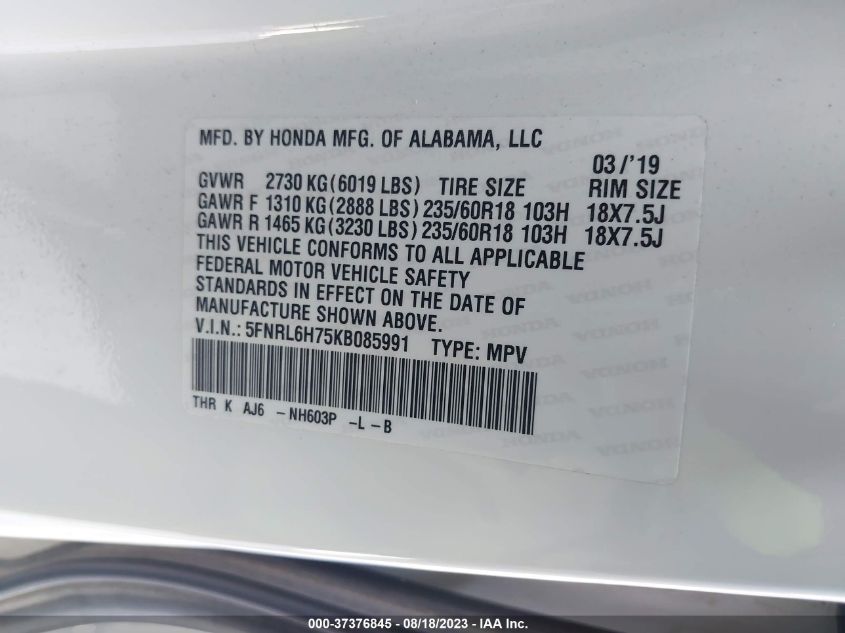 MFD. BY HONDA MFG. OF ALABAMA, LLC
03/'19
GVWR 2730 KG (6019 LBS) TIRE SIZE RIM SIZE
GAWR F 1310 KG (2888 LBS) 235/60R18 103H 18X7.5J
GAWR R 1465 KG (3230 LBS) 235/60R18 103H 18X7.5J
THIS VEHICLE CONFORMS TO ALL APPLICABLE
FEDERAL MOTOR VEHICLE SAFETY
STANDARDS IN EFFECT ON THE DATE OF
MANUFACTURE SHOWN ABOVE.
V.I.N.: 5FNRL6H75KB085991 TYPE: MPV
THR K AJ6 -NH603P -L -B
000-37376845 - 08/18/2023 - IAA Inc.